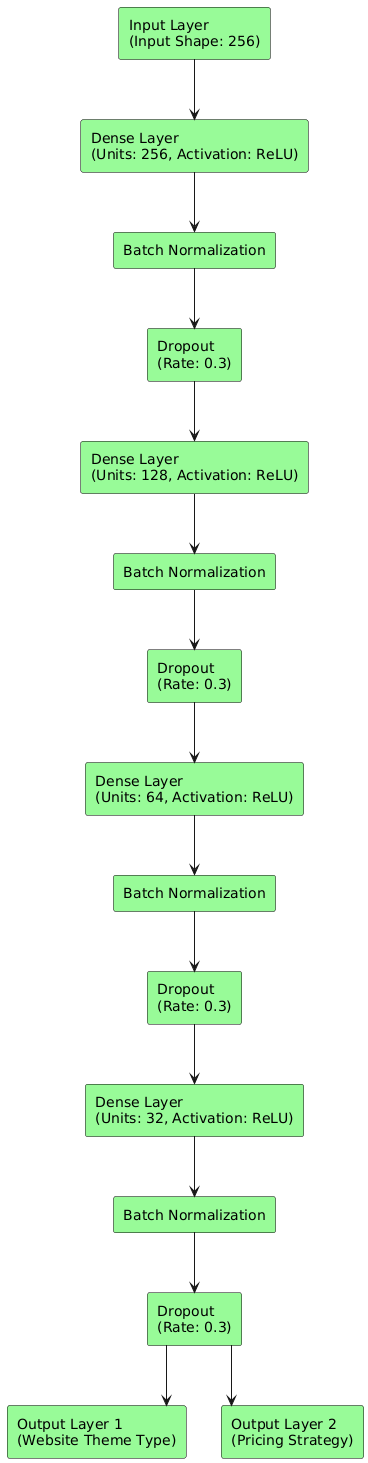 Input Layer
(Input Shape: 256)
Dense Layer
(Units: 256, Activation: ReLU)
Batch Normalization
Dropout
(Rate: 0.3)
Dense Layer
(Units: 128, Activation: ReLU)
Batch Normalization
Dropout
(Rate: 0.3)
Dense Layer
(Units: 64, Activation: ReLU)
Batch Normalization
Dropout
(Rate: 0.3)
Dense Layer
(Units: 32, Activation: ReLU)
Batch Normalization
Dropout
(Rate: 0.3)
Output Layer 1
(Website Theme Type)
Output Layer 2
(Pricing Strategy)